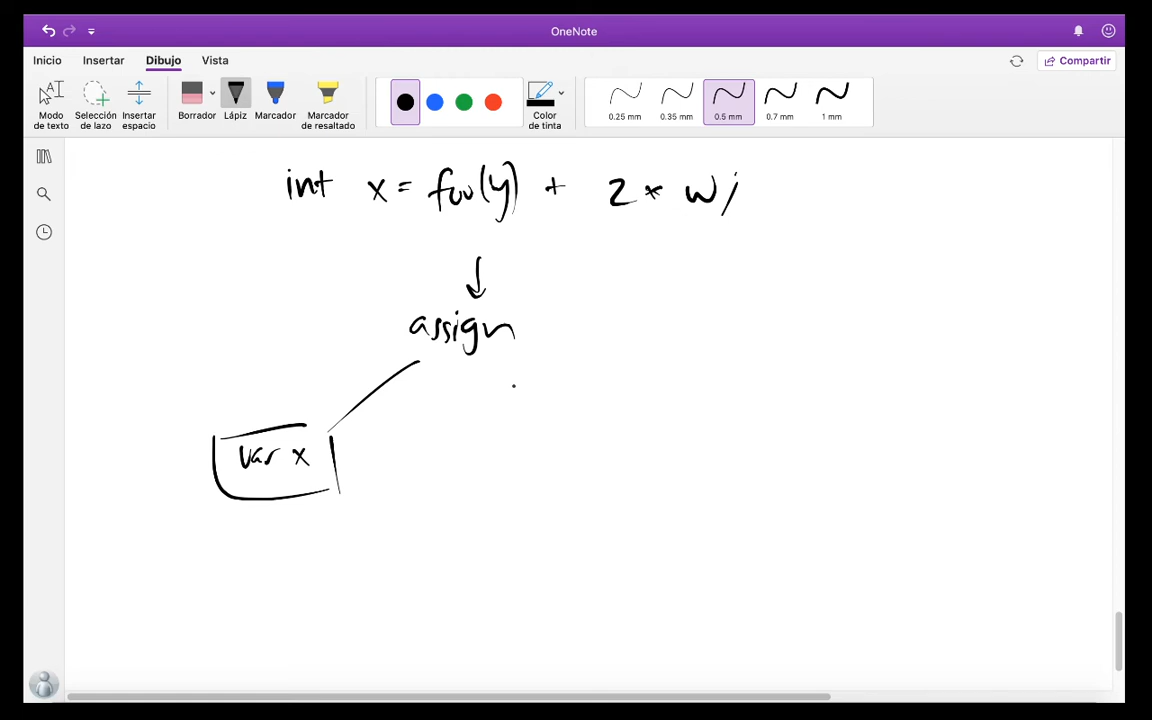 OneNote
Inicio Insertar Dibujo Vista Compartir
Modo de texto Selección de lazo Insertar espacio Borrador Lápiz Marcador Marcador de resaltado Color de tinta 0.25 mm 0.35 mm 0.5 mm 0.7 mm 1 mm
int x = foo(y) + 2 * w;
assign
var x